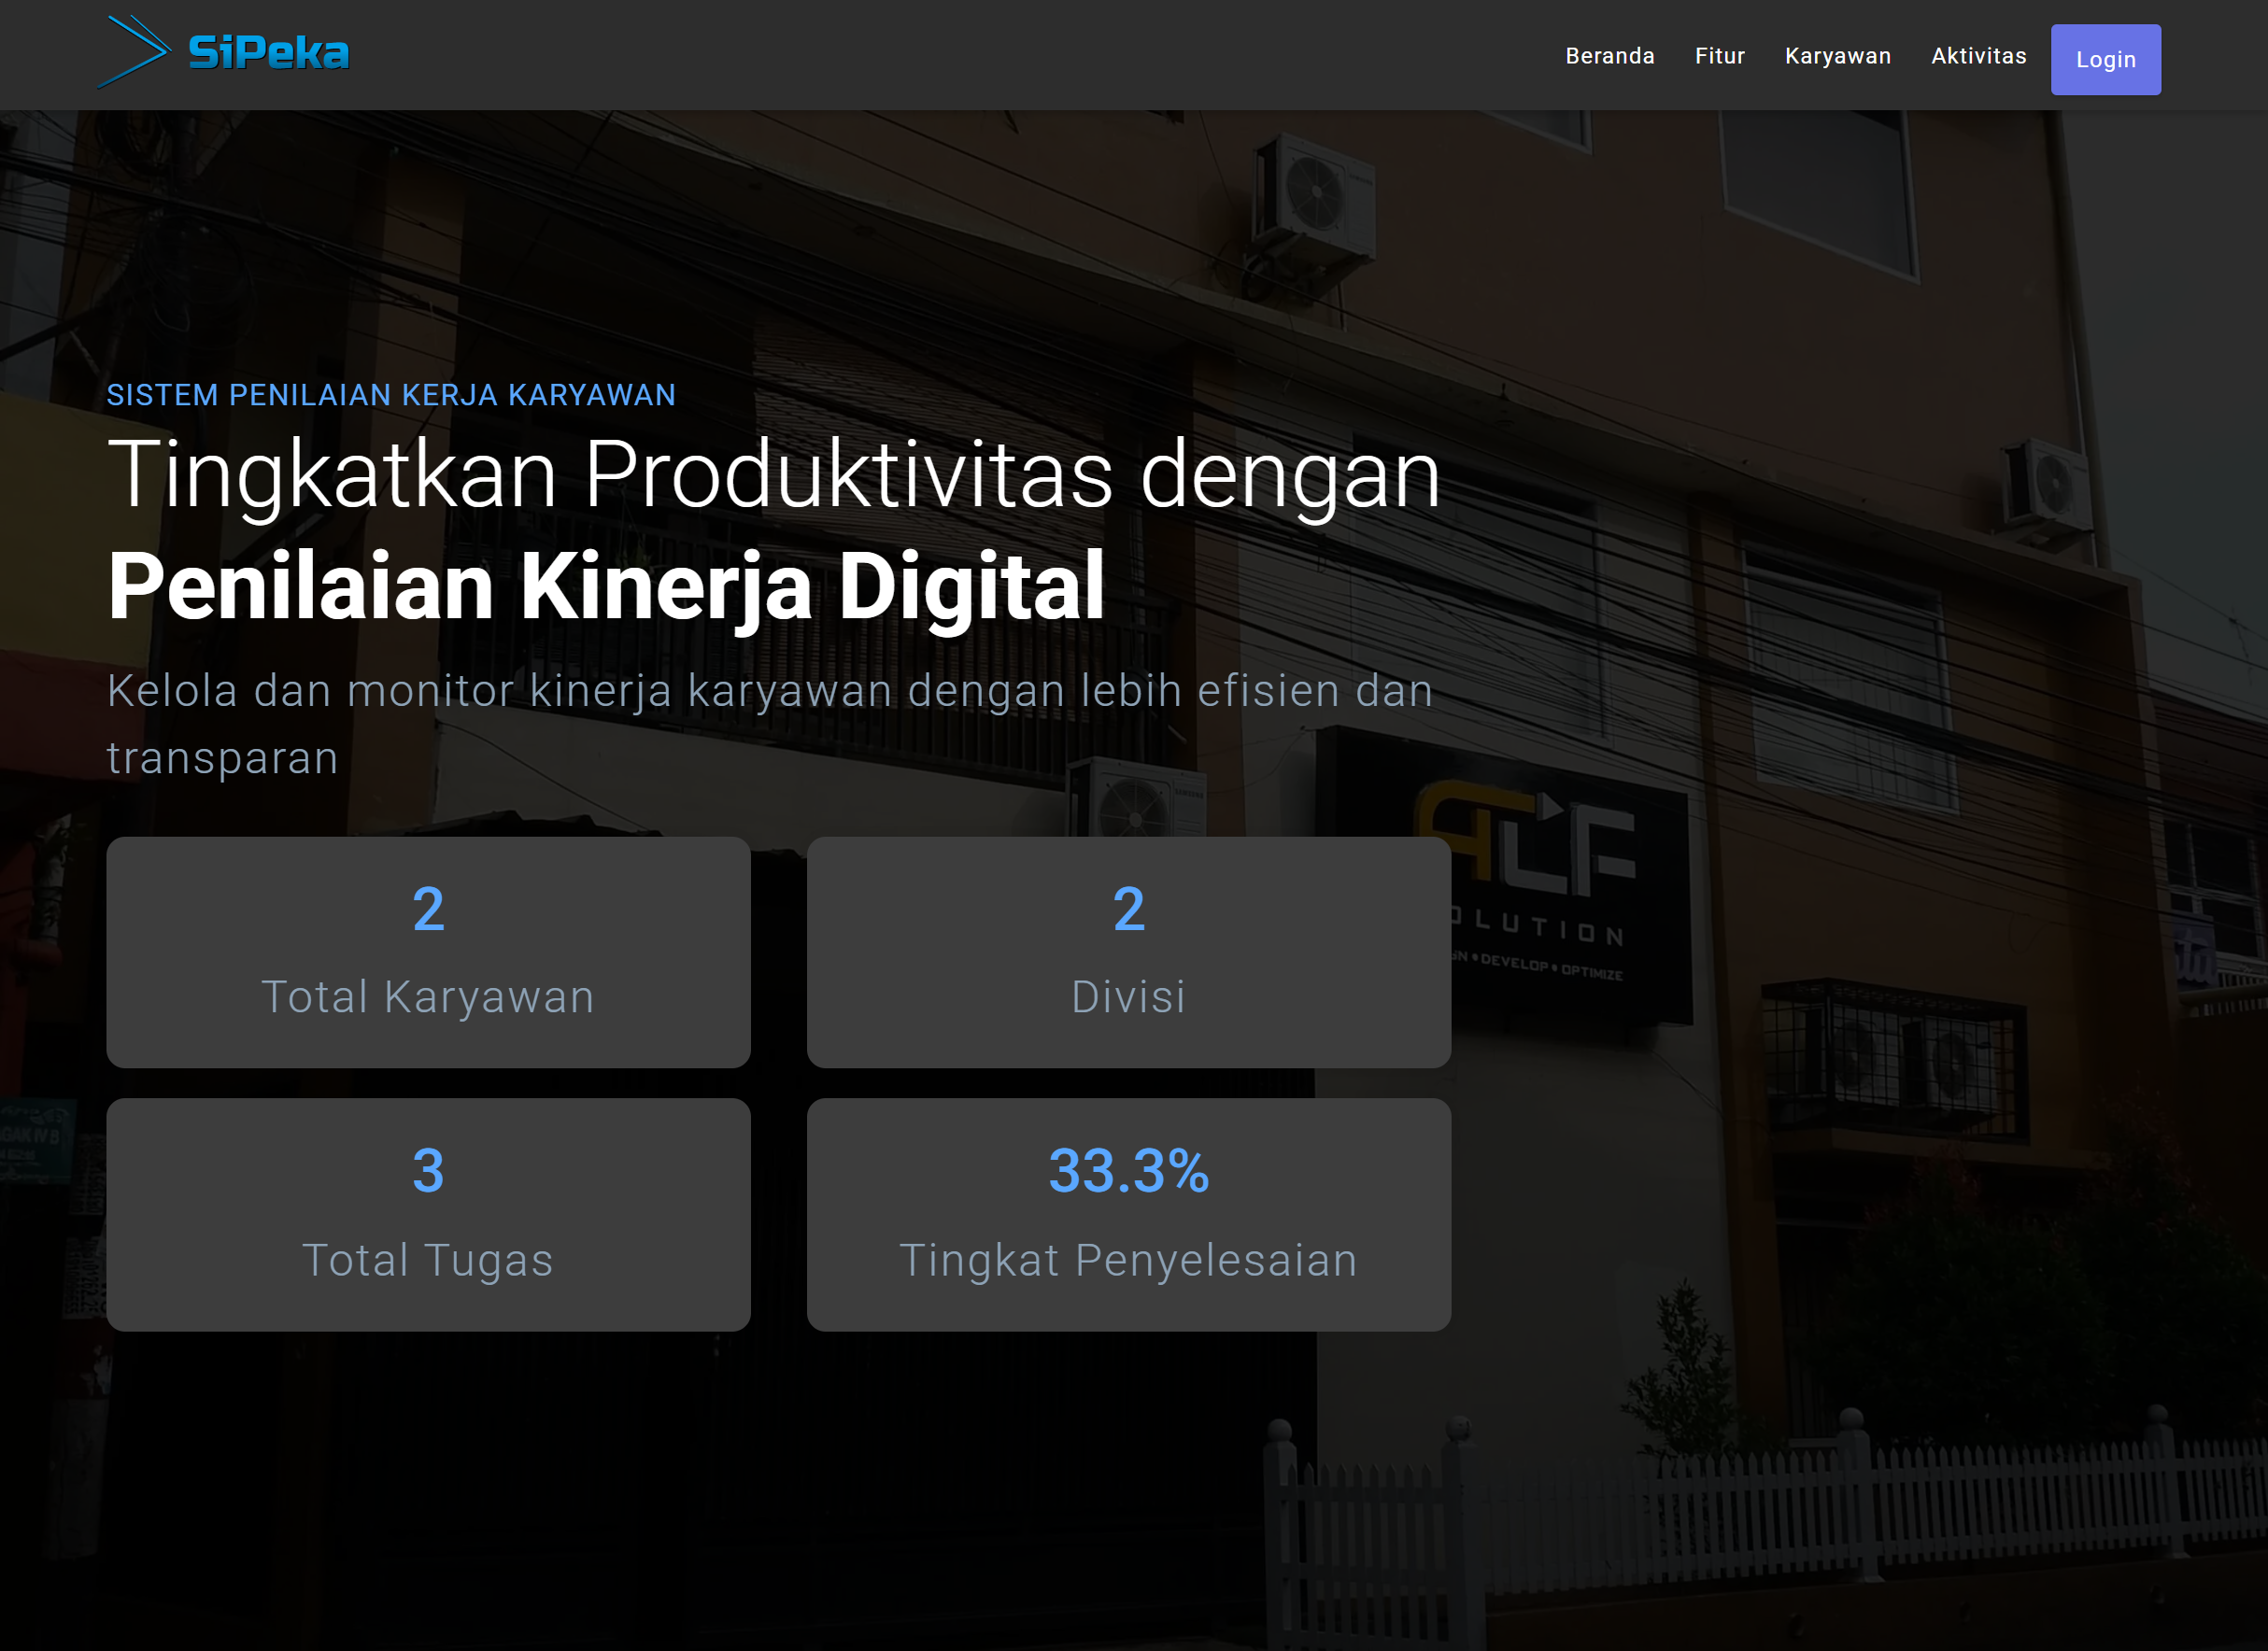 SiPeka
Beranda Fitur Karyawan Aktivitas Login
SISTEM PENILAIAN KERJA KARYAWAN
Tingkatkan Produktivitas dengan
Penilaian Kinerja Digital
Kelola dan monitor kinerja karyawan dengan lebih efisien dan
transparan
2
Total Karyawan
2
Divisi
ALF
OLUTION
DEVELOP • OPTIMIZE
3
Total Tugas
33.3%
Tingkat Penyelesaian